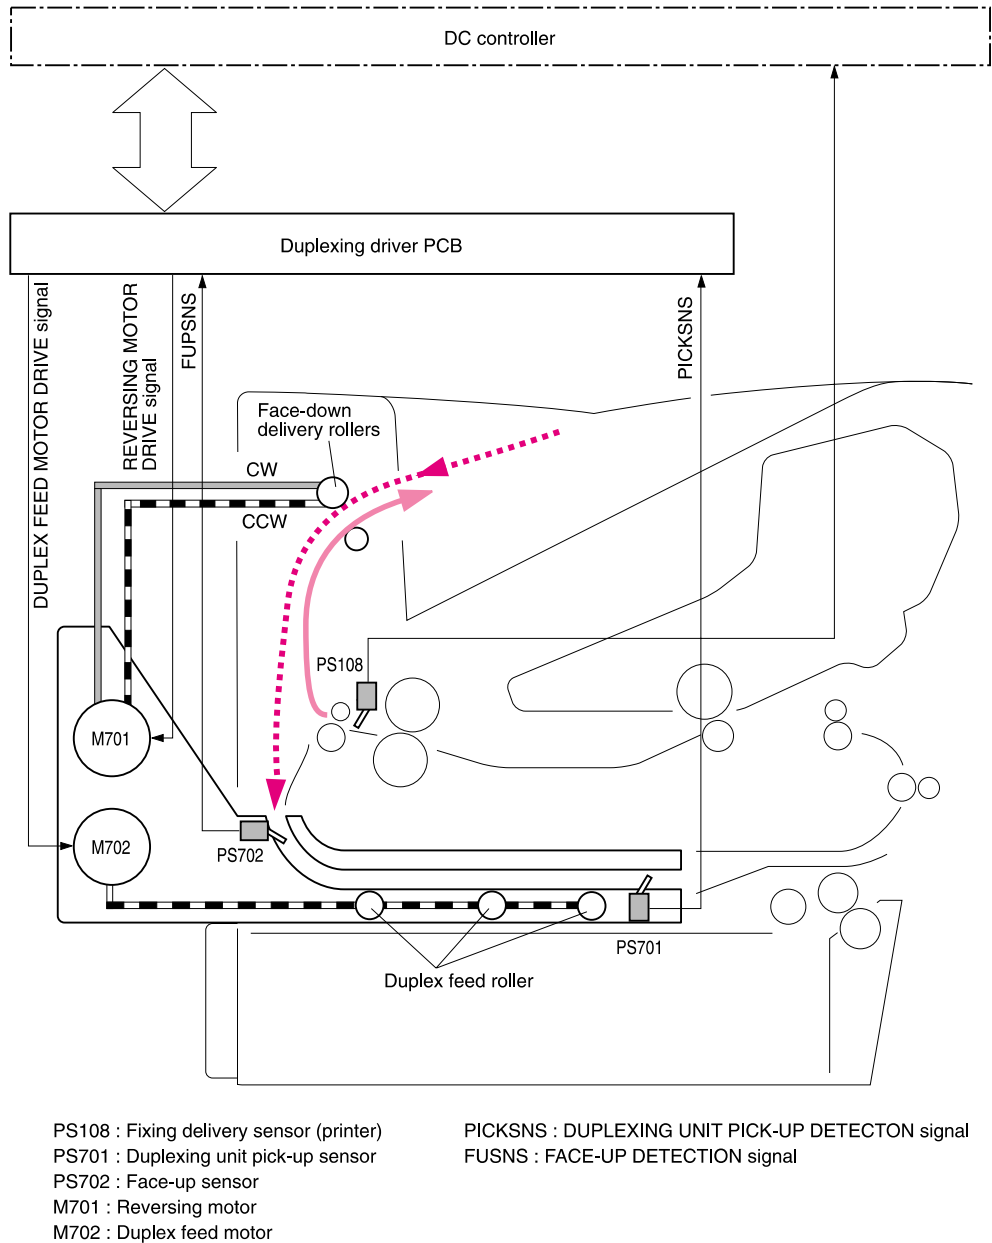 DC controller
Duplexing driver PCB
DUPLEX FEED MOTOR DRIVE signal
REVERSING MOTOR
DRIVE signal
FUPSNS
PICKSNS
Face-down
delivery rollers
CW
CCW
PS108
M701
M702
PS702
PS701
Duplex feed roller
PS108 : Fixing delivery sensor (printer)
PS701 : Duplexing unit pick-up sensor
PS702 : Face-up sensor
M701 : Reversing motor
M702 : Duplex feed motor
PICKSNS : DUPLEXING UNIT PICK-UP DETECTON signal
FUSNS : FACE-UP DETECTION signal